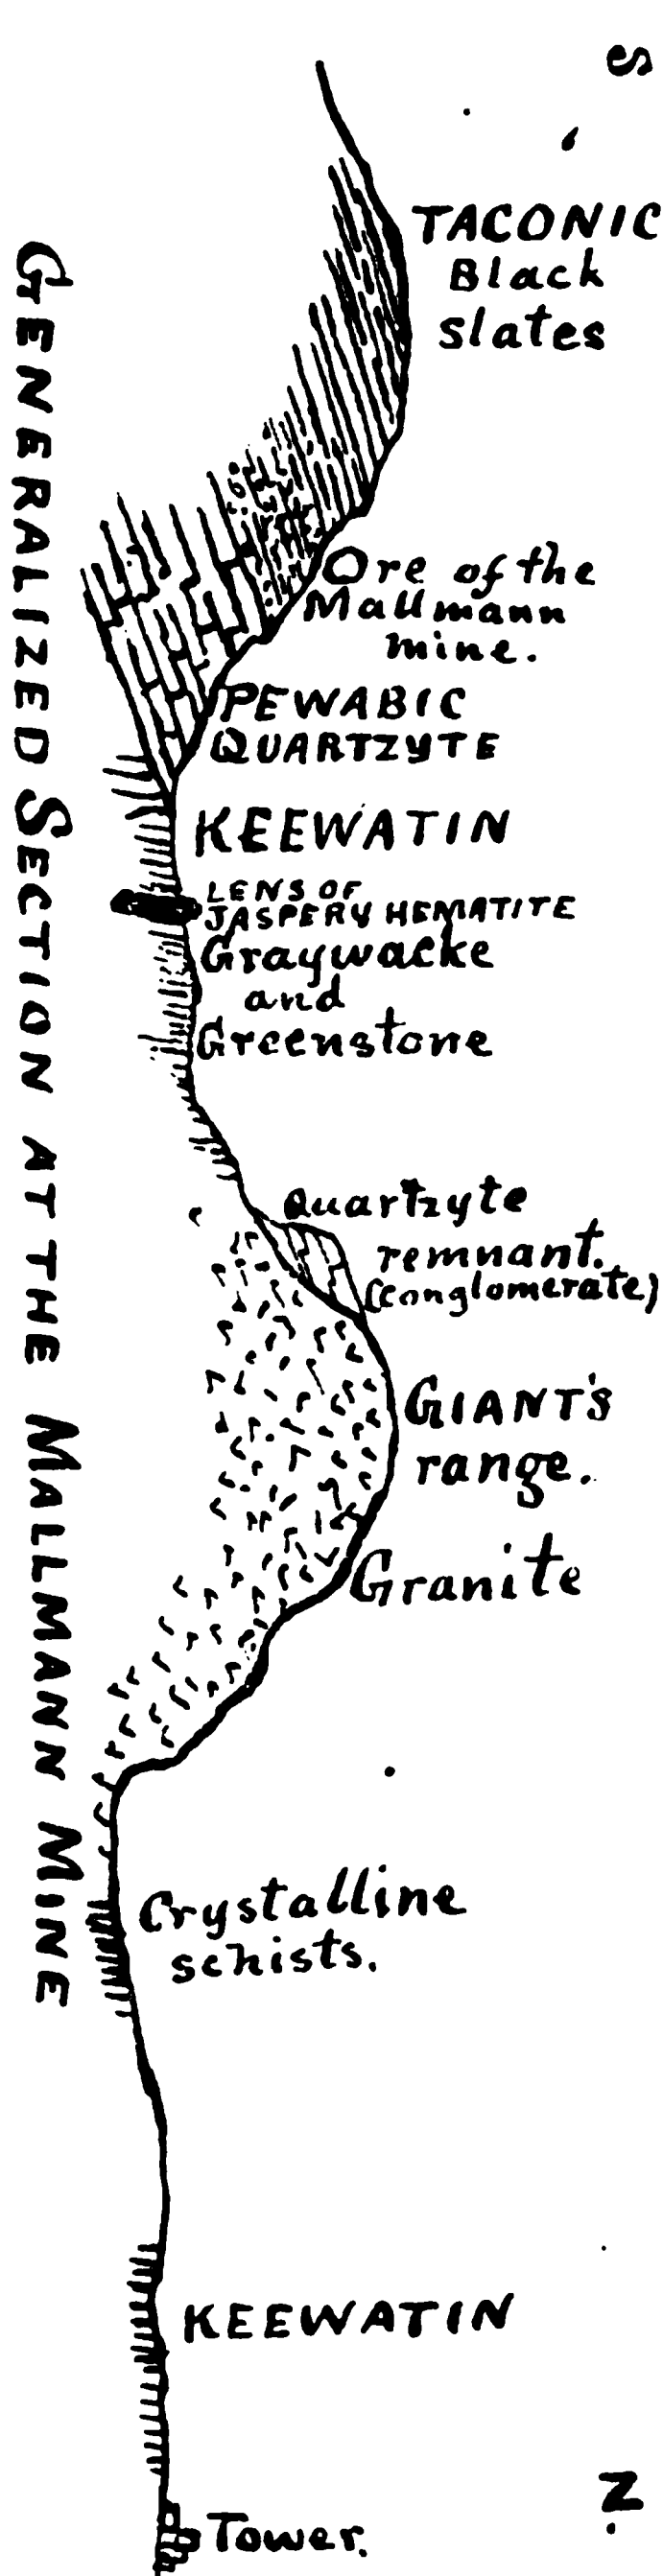 S
TACONIC
Black
slates
Ore of the
Mallmann
mine.
PEWABIC
QUARTZYTE
KEEWATIN
LENS OF
JASPERY HEMATITE
Graywacke
and
Greenstone
Quartzyte
remnant.
(conglomerate)
GIANT'S
range.
Granite
Crystalline
schists.
KEEWATIN
N
Tower.
GENERALIZED SECTION AT THE MALLMANN MINE